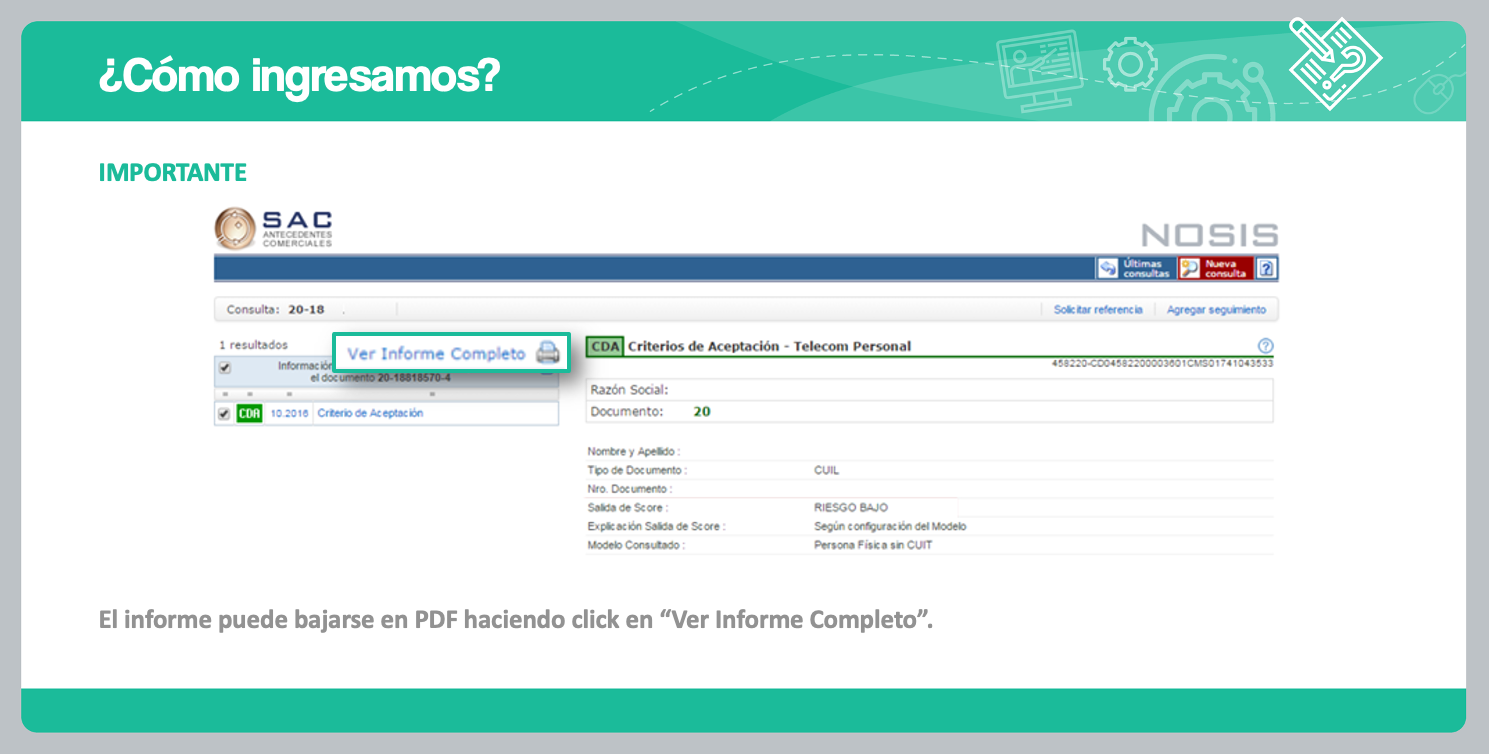 ¿Cómo ingresamos?
IMPORTANTE
SAC
ANTECEDENTES
COMERCIALES
NOSIS
Últimas
consultas
Nueva
consulta
Consulta: 20-18
Solicitar referencia
Agregar seguimiento
1 resultados
Ver Informe Completo
Información
el documento 20-18818570-4
CDA 10.2016 Criterio de Aceptación
CDA Criterios de Aceptación - Telecom Personal
458220-CD04582200003601CMS01741043533
Razón Social:
Documento: 20
Nombre y Apellido :
Tipo de Documento : CUIL
Nro. Documento :
Salida de Score : RIESGO BAJO
Explicación Salida de Score : Según configuración del Modelo
Modelo Consultado : Persona Física sin CUIT
El informe puede bajarse en PDF haciendo click en “Ver Informe Completo”.